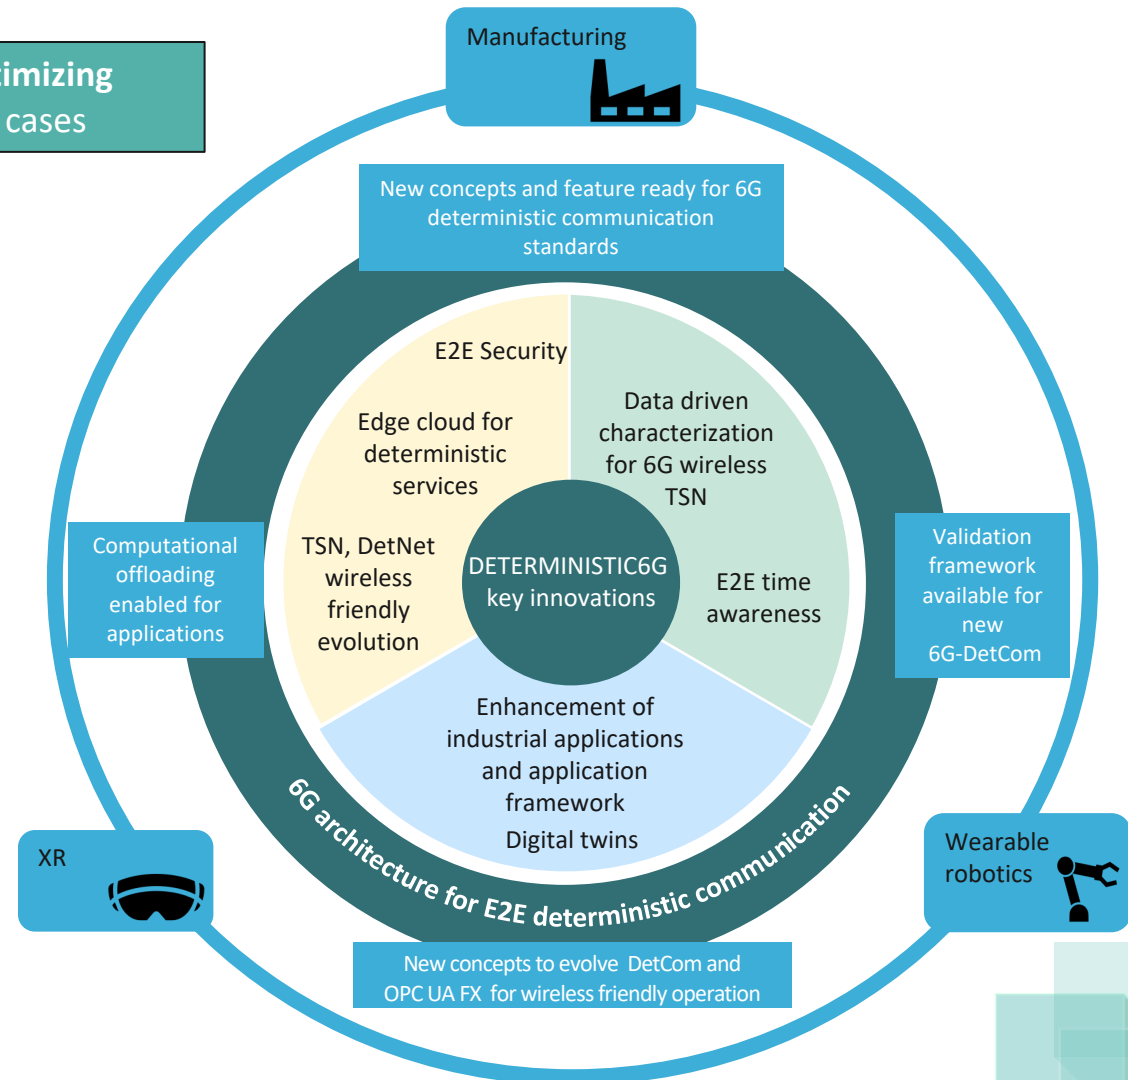 Manufacturing
cases
New concepts and feature ready for 6G
deterministic communication
standards
E2E Security
Edge cloud for
deterministic
services
TSN, DetNet
wireless
friendly
evolution
Data driven
characterization
for 6G wireless
TSN
E2E time
awareness
DETERMINISTIC6G
key innovations
Enhancement of
industrial applications
and application
framework
Digital twins
Computational
offloading
enabled for
applications
Validation
framework
available for
new
6G-DetCom
6G architecture for E2E deterministic communication
XR
Wearable
robotics
New concepts to evolve DetCom and
OPC UA FX for wireless friendly operation